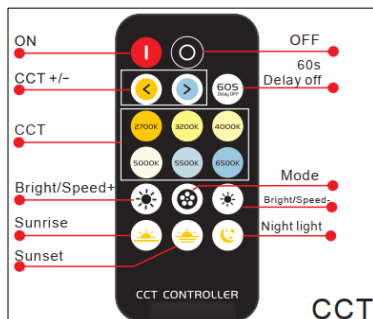 ON
OFF
CCT +/-
60s
Delay off
60S
Delay OFF
CCT
2700K 3200K 4000K
5000K 5500K 6500K
Bright/Speed+
Mode
Bright/Speed-
Sunrise
Night light
Sunset
CCT CONTROLLER
CCT